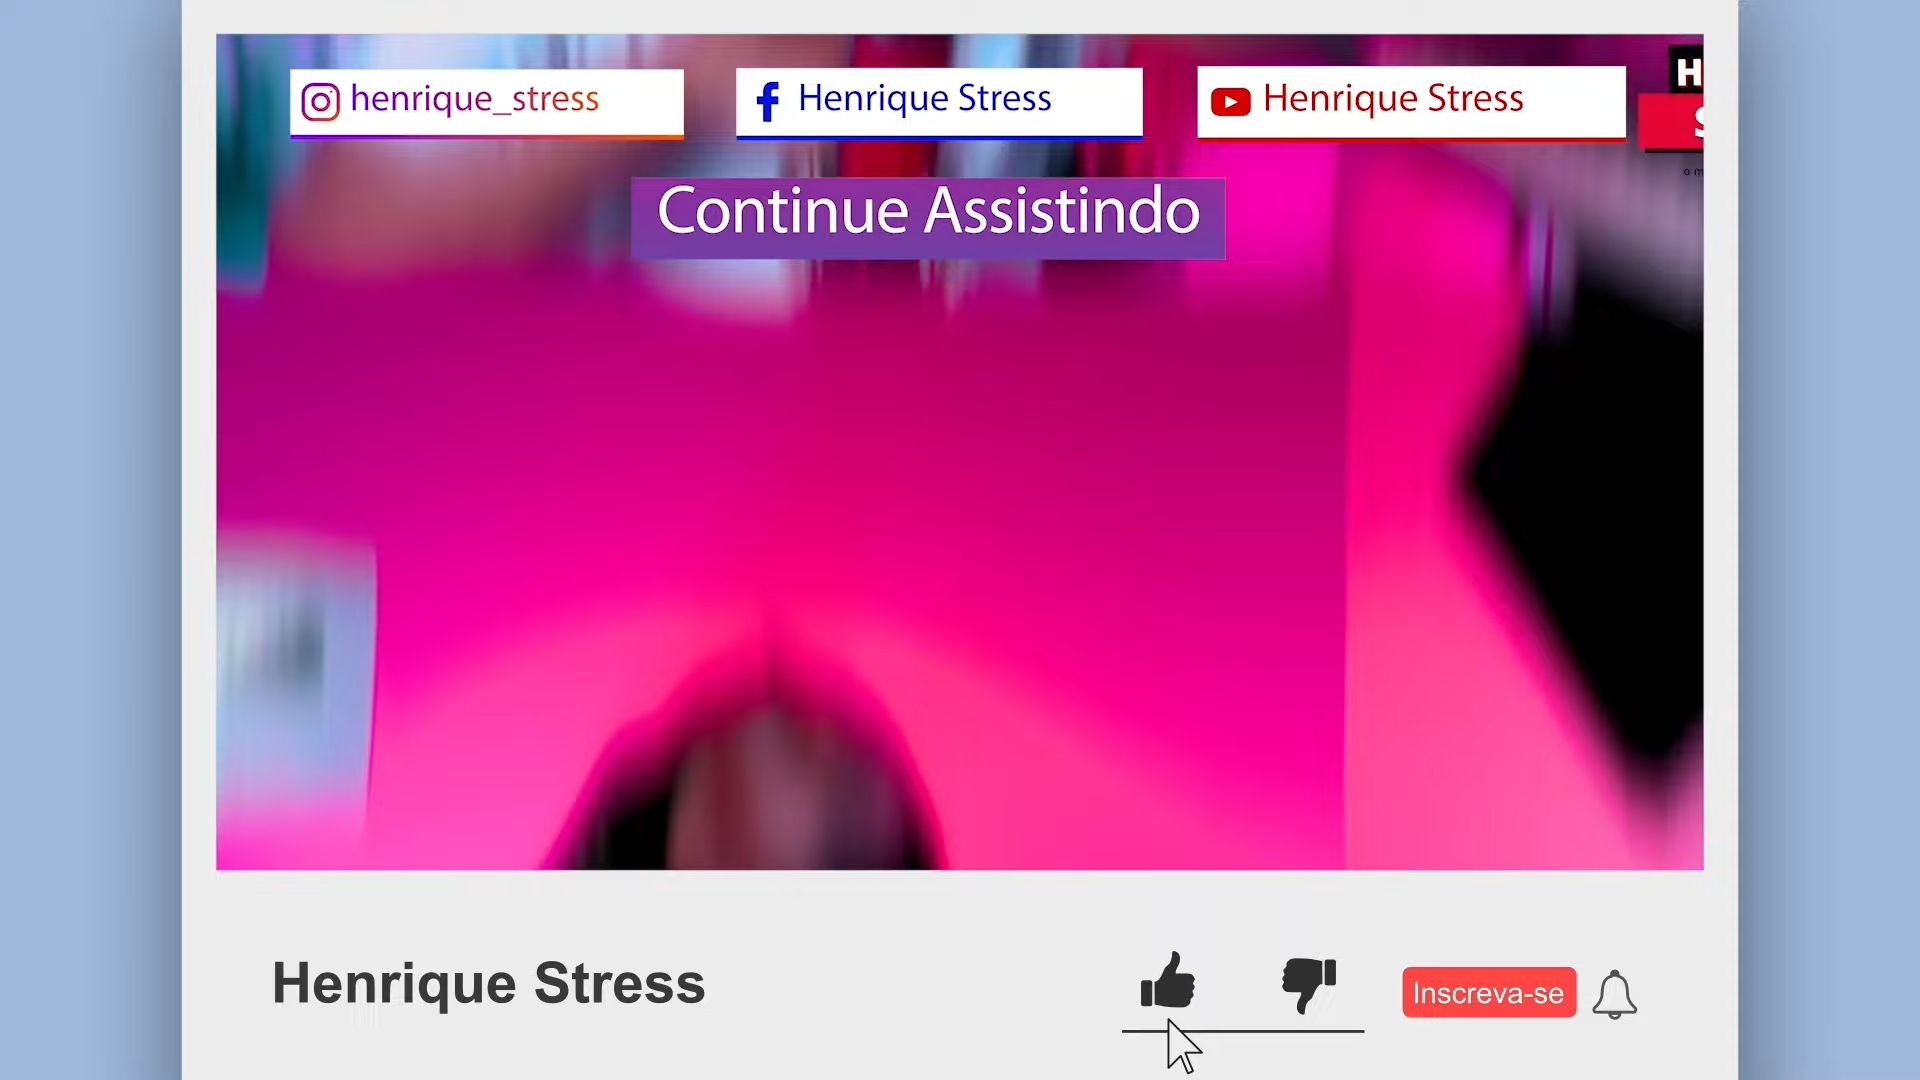 henrique_stress
Henrique Stress
Henrique Stress
H
S
o m
Continue Assistindo
Henrique Stress
Inscreva-se